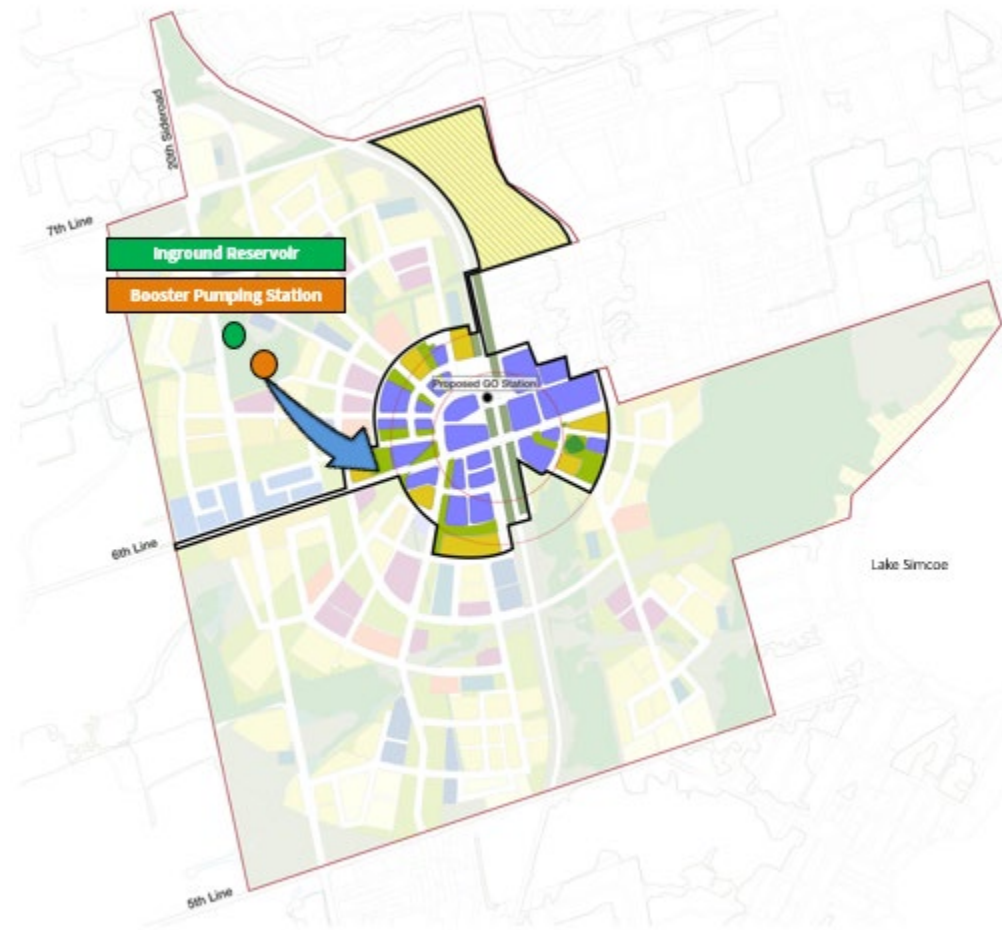 20th Sideroad
7th Line
Inground Reservoir
Booster Pumping Station
Proposed GO Station
6th Line
Lake Simcoe
5th Line